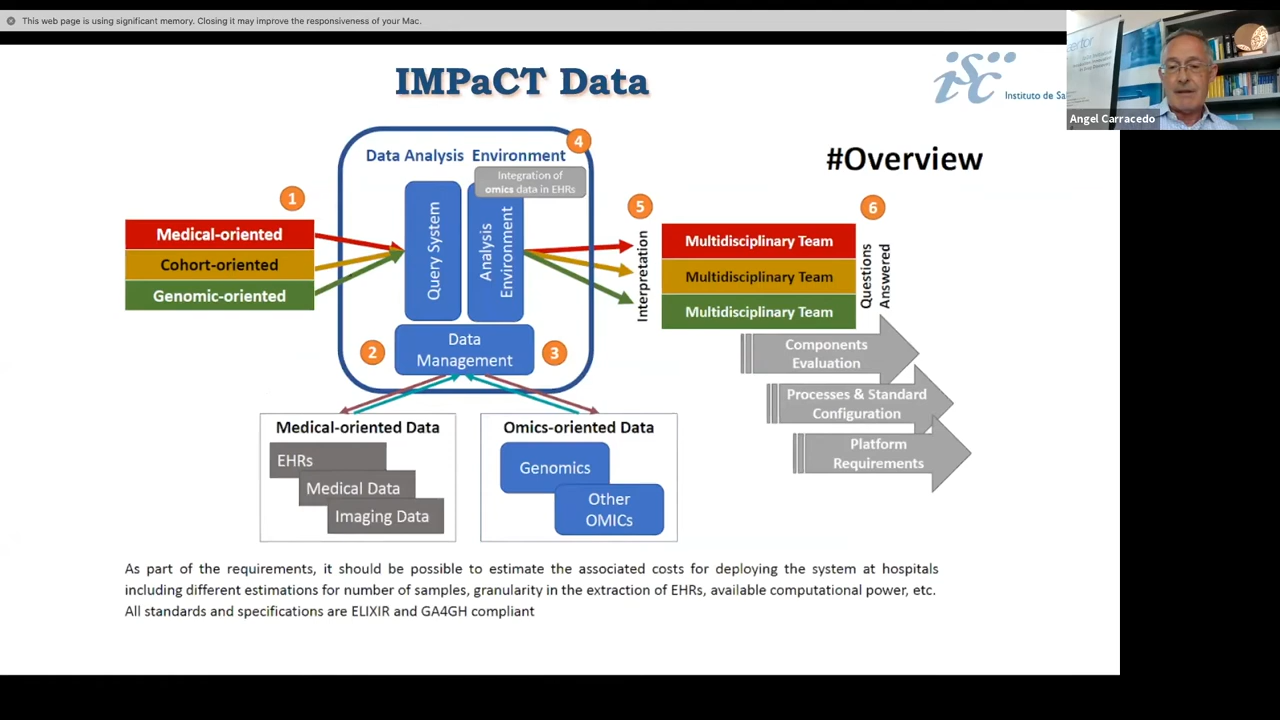 This web page is using significant memory. Closing it may improve the responsiveness of your Mac.
IMPaCT Data
isc
Instituto de Sa
Angel Carracedo
#Overview
4
Data Analysis Environment
Integration of
omics data in EHRs
1
Medical-oriented
Cohort-oriented
Genomic-oriented
Query System
Analysis
Environment
2
Data
Management
3
5
Interpretation
Multidisciplinary Team
Multidisciplinary Team
Multidisciplinary Team
6
Questions
Answered
Components
Evaluation
Processes & Standard
Configuration
Platform
Requirements
Medical-oriented Data
EHRs
Medical Data
Imaging Data
Omics-oriented Data
Genomics
Other
OMICs
As part of the requirements, it should be possible to estimate the associated costs for deploying the system at hospitals
including different estimations for number of samples, granularity in the extraction of EHRs, available computational power, etc.
All standards and specifications are ELIXIR and GA4GH compliant